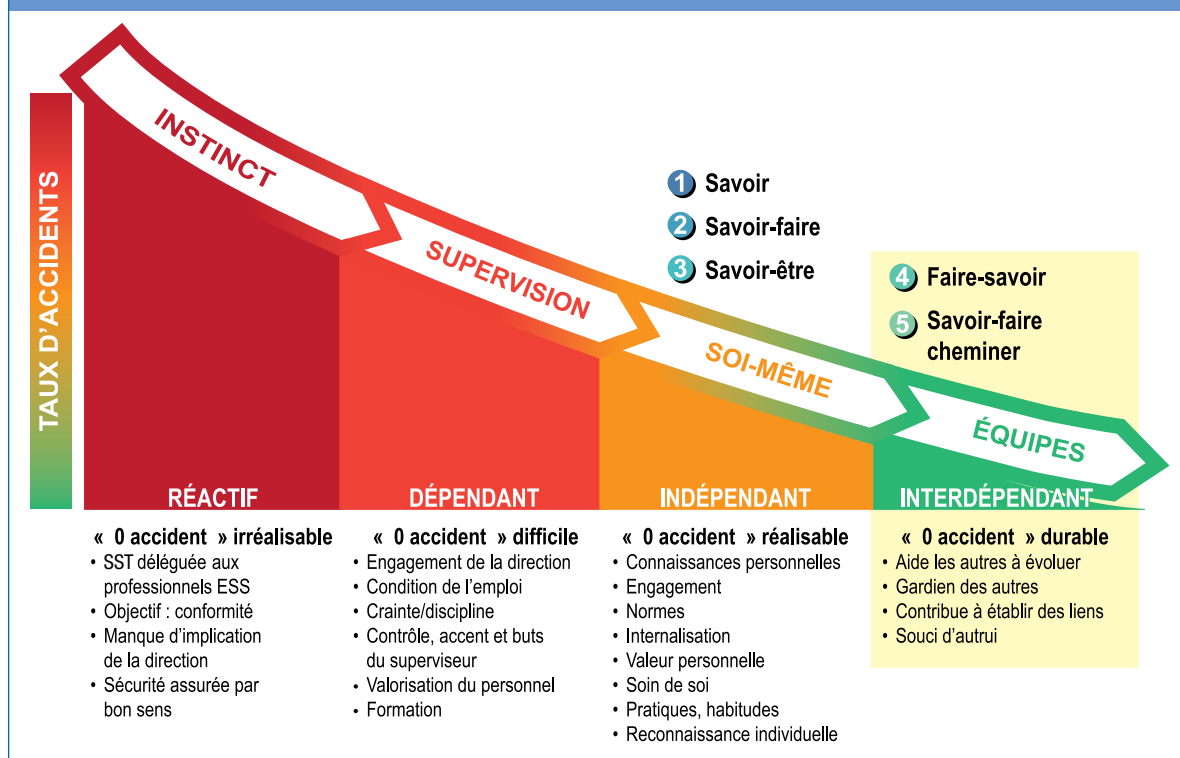 TAUX D’ACCIDENTS
INSTINCT
SUPERVISION
SOI-MÊME
ÉQUIPES
1 Savoir
2 Savoir-faire
3 Savoir-être
4 Faire-savoir
5 Savoir-faire
cheminer
RÉACTIF
« 0 accident » irréalisable
• SST déléguée aux
professionnels ESS
• Objectif : conformité
• Manque d’implication
de la direction
• Sécurité assurée par
bon sens
DÉPENDANT
« 0 accident » difficile
• Engagement de la direction
• Condition de l’emploi
• Crainte/discipline
• Contrôle, accent et buts
du superviseur
• Valorisation du personnel
• Formation
INDÉPENDANT
« 0 accident » réalisable
• Connaissances personnelles
• Engagement
• Normes
• Internalisation
• Valeur personnelle
• Soin de soi
• Pratiques, habitudes
• Reconnaissance individuelle
INTERDÉPENDANT
« 0 accident » durable
• Aide les autres à évoluer
• Gardien des autres
• Contribue à établir des liens
• Souci d’autrui